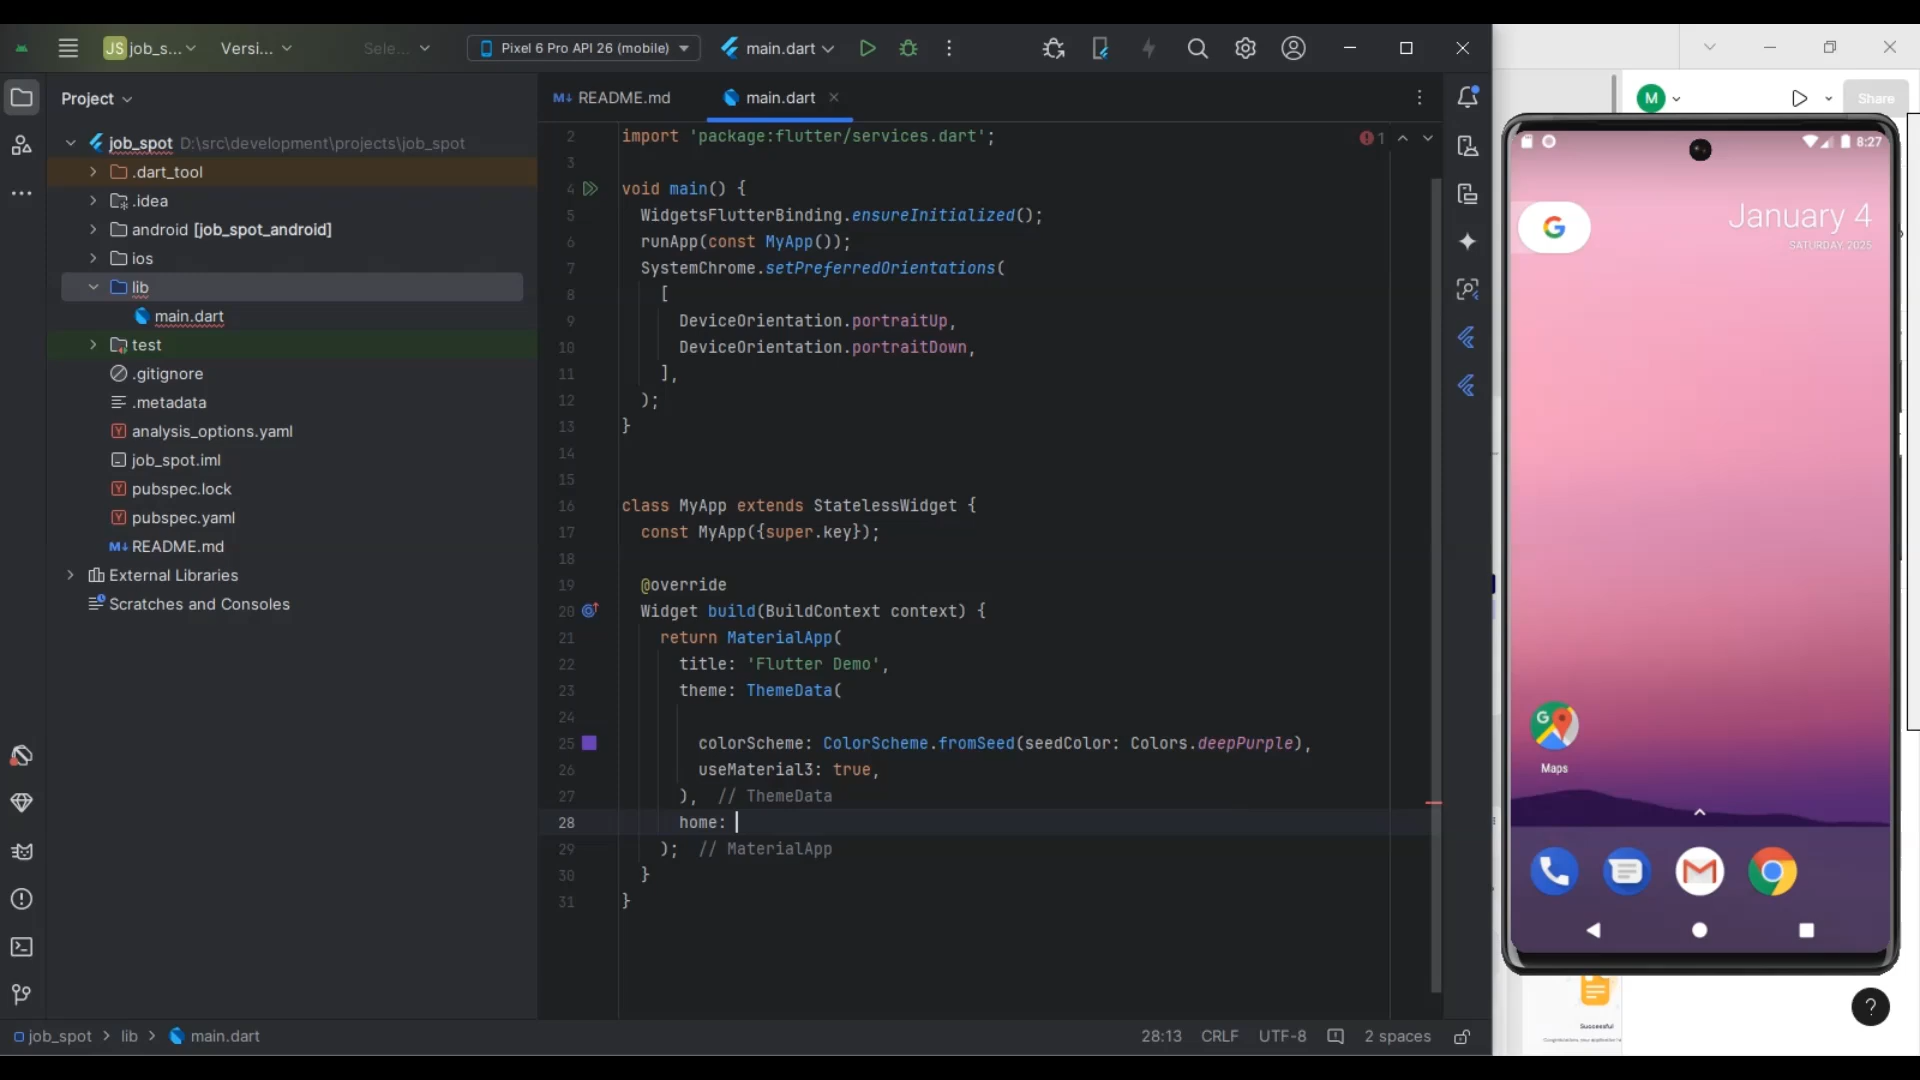 JS job_s...
Versi...
Sele...
Pixel 6 Pro API 26 (mobile)
main.dart
M
Share
Project
README.md
main.dart
job_spot D:\src\development\projects\job_spot
.dart_tool
.idea
android [job_spot_android]
ios
lib
main.dart
test
.gitignore
.metadata
analysis_options.yaml
job_spot.iml
pubspec.lock
pubspec.yaml
README.md
External Libraries
Scratches and Consoles
1
2 import 'package:flutter/services.dart';
3
4 void main() {
5 WidgetsFlutterBinding.ensureInitialized();
6 runApp(const MyApp());
7 SystemChrome.setPreferredOrientations(
8 [
9 DeviceOrientation.portraitUp,
10 DeviceOrientation.portraitDown,
11 ],
12 );
13 }
14
15
16 class MyApp extends StatelessWidget {
17 const MyApp({super.key});
18
19 @override
20 Widget build(BuildContext context) {
21 return MaterialApp(
22 title: 'Flutter Demo',
23 theme: ThemeData(
24
25 colorScheme: ColorScheme.fromSeed(seedColor: Colors.deepPurple),
26 useMaterial3: true,
27 ), // ThemeData
28 home:
29 ); // MaterialApp
30 }
31 }
8:27
G
January 4
SATURDAY, 2025
Maps
Successful
?
job_spot > lib > main.dart
28:13 CRLF UTF-8 2 spaces